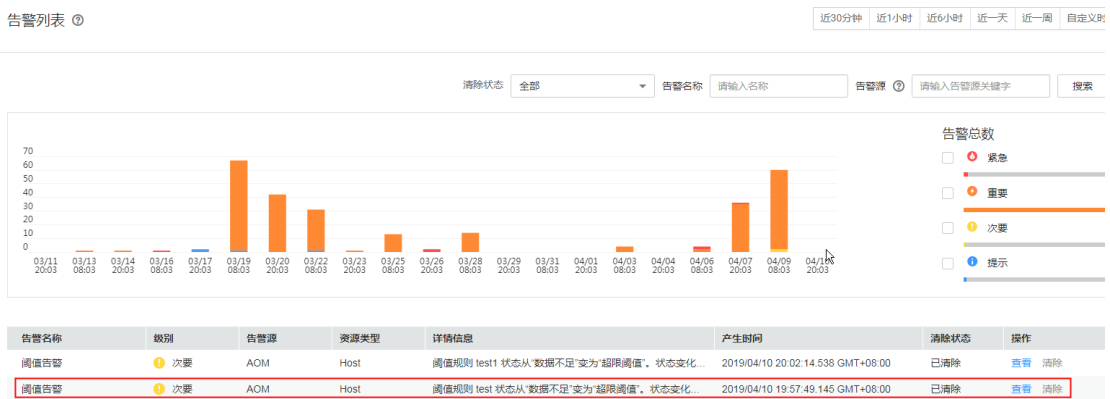 告警列表
近30分钟 近1小时 近6小时 近一天 近一周 自定义时
清除状态 全部 告警名称 请输入名称 告警源 请输入告警源关键字 搜索
告警总数
紧急
重要
次要
提示
70
60
50
40
30
20
10
0
03/11 03/13 03/14 03/16 03/17 03/19 03/20 03/22 03/23 03/25 03/26 03/28 03/29 03/31 04/01 04/03 04/04 04/06 04/07 04/09
20:03 08:03 20:03 08:03 20:03 08:03 20:03 08:03 20:03 08:03 20:03 08:03 20:03 08:03 20:03 08:03 20:03 08:03 20:03 08:03 20:03
告警名称 级别 告警源 资源类型 详情信息 产生时间 清除状态 操作
阈值告警 次要 AOM Host 阈值规则 test1 状态从“数据不足”变为“超限阈值”。状态变化... 2019/04/10 20:02:14.538 GMT+08:00 已清除 查看 清除
阈值告警 次要 AOM Host 阈值规则 test 状态从“数据不足”变为“超限阈值”。状态变化... 2019/04/10 19:57:49.145 GMT+08:00 已清除 查看 清除